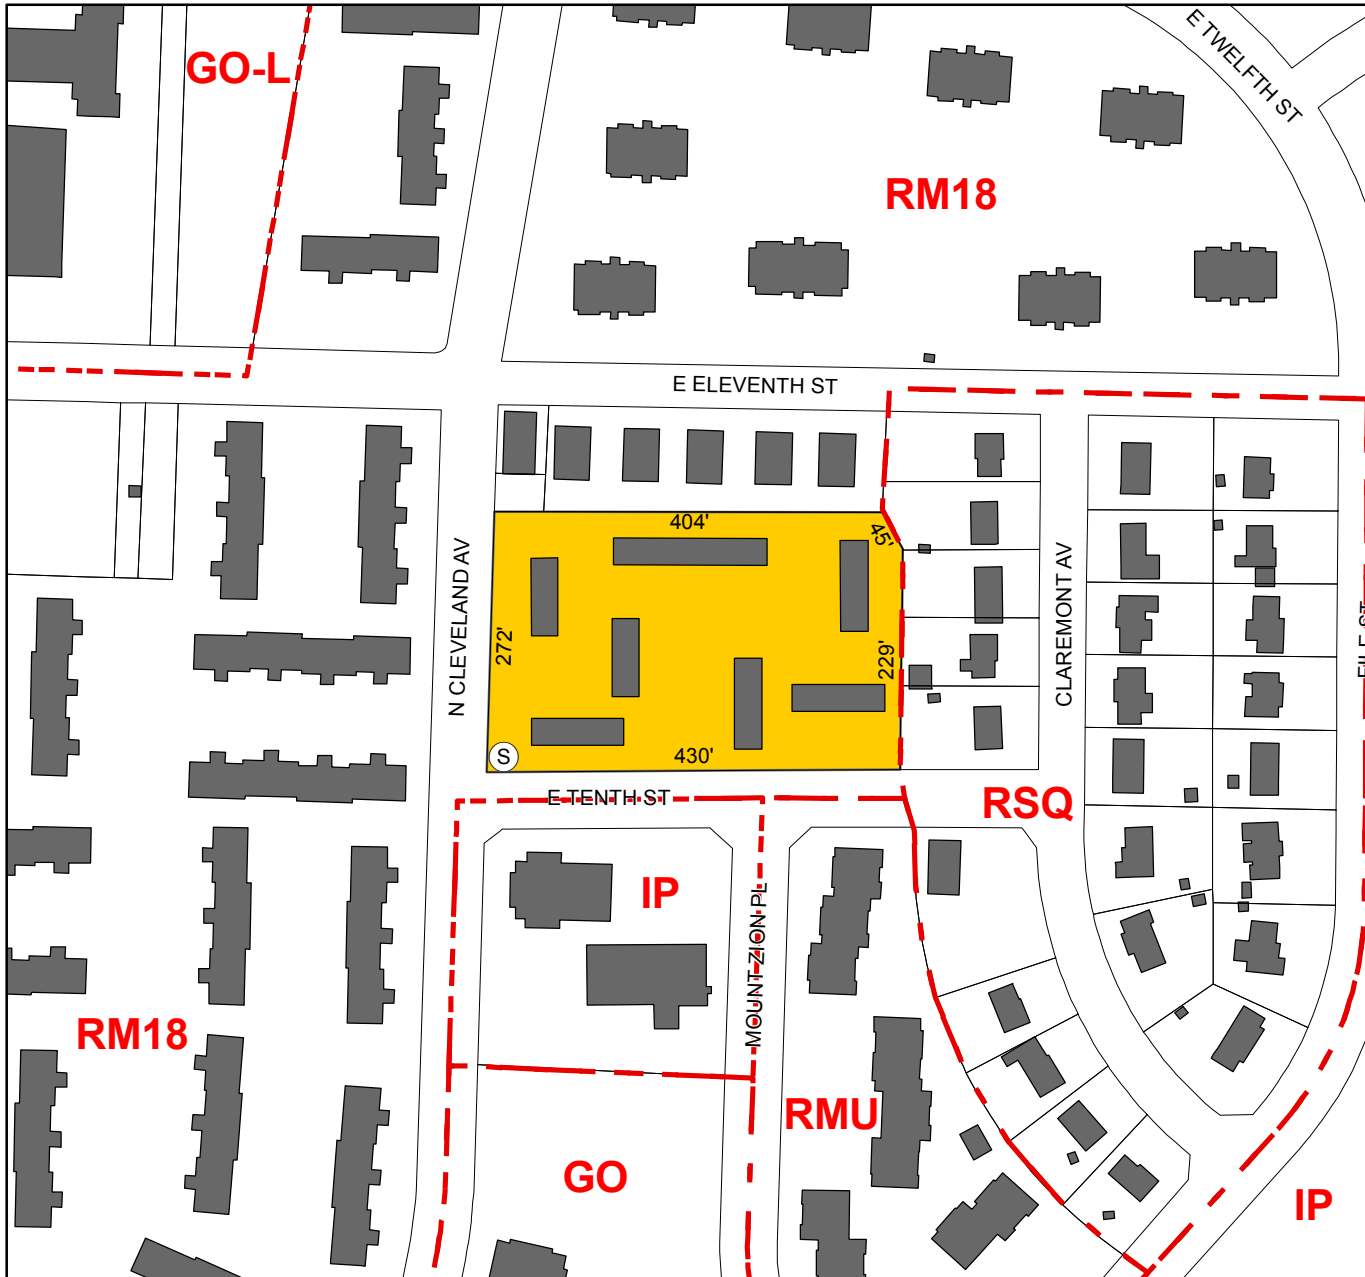 E TWELFTH ST
GO-L
RM18
E ELEVENTH ST
404'
45'
N CLEVELAND AV
272'
229'
CLAREMONT AV
S
430'
E TENTH ST
RSQ
IP
MOUNT ZION PL
RM18
RMU
GO
IP